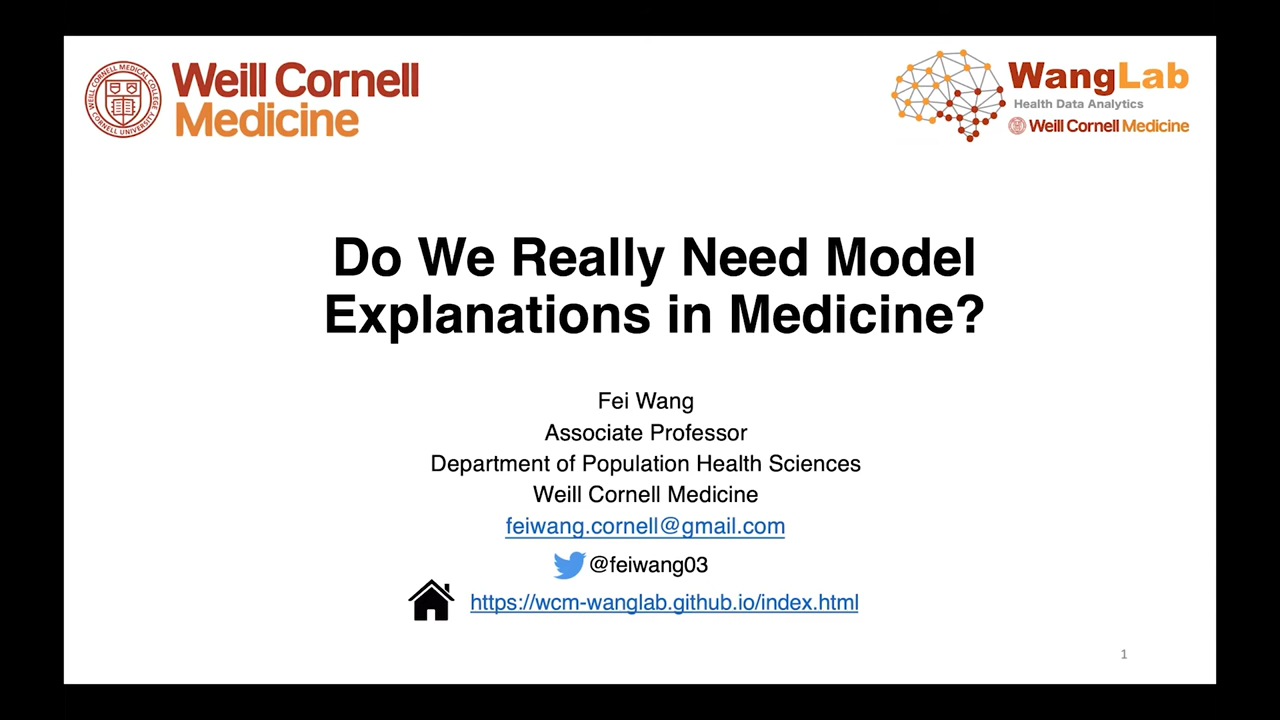 Weill Cornell
Medicine
WangLab
Health Data Analytics
Weill Cornell Medicine
Do We Really Need Model
Explanations in Medicine?
Fei Wang
Associate Professor
Department of Population Health Sciences
Weill Cornell Medicine
feiwang.cornell@gmail.com
@feiwang03
https://wcm-wanglab.github.io/index.html
1